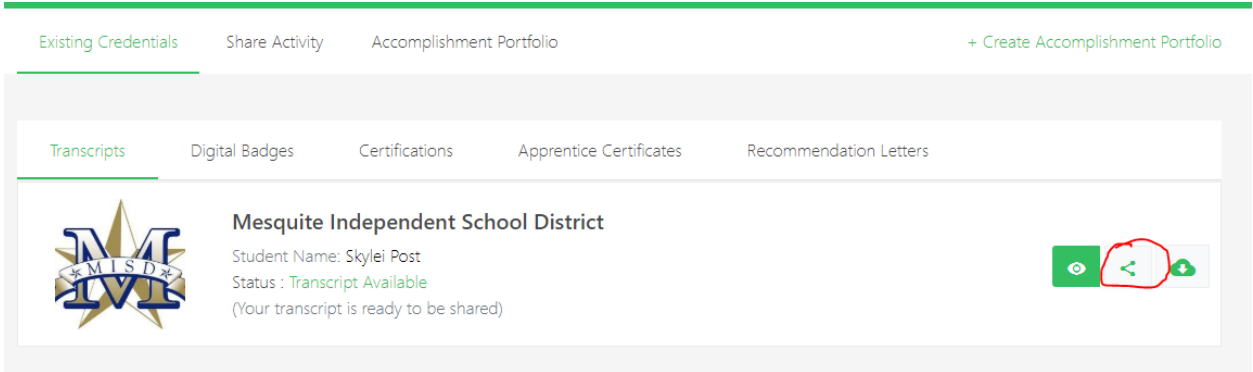 Existing Credentials Share Activity Accomplishment Portfolio + Create Accomplishment Portfolio
Transcripts Digital Badges Certifications Apprentice Certificates Recommendation Letters
MISD
M
Mesquite Independent School District
Student Name: Skylei Post
Status : Transcript Available
(Your transcript is ready to be shared)